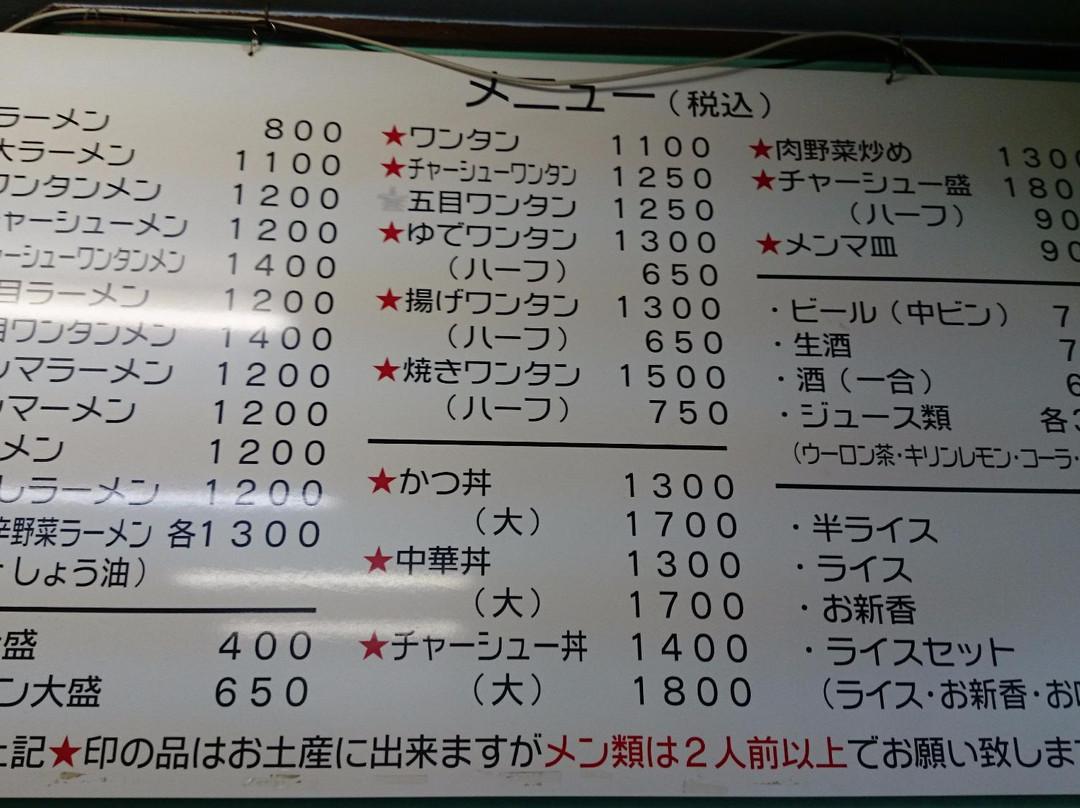 メニュー（税込）
ラーメン 800
大ラーメン 1100
ワンタンメン 1200
ャーシューメン 1200
ーシューワンタンメン 1400
目ラーメン 1200
目ワンタンメン 1400
ンマラーメン 1200
マーメン 1200
メン 1200
しラーメン 1200
辛野菜ラーメン 各1300
しょう油）
盛 400
ン大盛 650
★ワンタン 1100
★チャーシューワンタン 1250
★五目ワンタン 1250
★ゆでワンタン 1300
（ハーフ） 650
★揚げワンタン 1300
（ハーフ） 650
★焼きワンタン 1500
（ハーフ） 750
★かつ丼 1300
（大） 1700
★中華丼 1300
（大） 1700
★チャーシュー丼 1400
（大） 1800
★肉野菜炒め 1300
★チャーシュー盛 180
（ハーフ） 90
★メンマ皿 90
・ビール（中ビン） 7
・生酒 7
・酒（一合） 6
・ジュース類 各3
（ウーロン茶・キリンレモン・コーラ・
・半ライス
・ライス
・お新香
・ライスセット
（ライス・お新香・お
上記★印の品はお土産に出来ますがメン類は2人前以上でお願い致しま